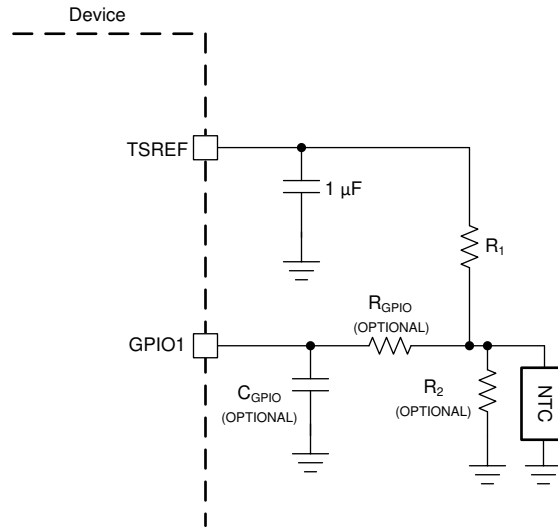 Device
TSREF
1 µF
R1
RGPIO
(OPTIONAL)
GPIO1
CGPIO
(OPTIONAL)
R2
(OPTIONAL)
NTC